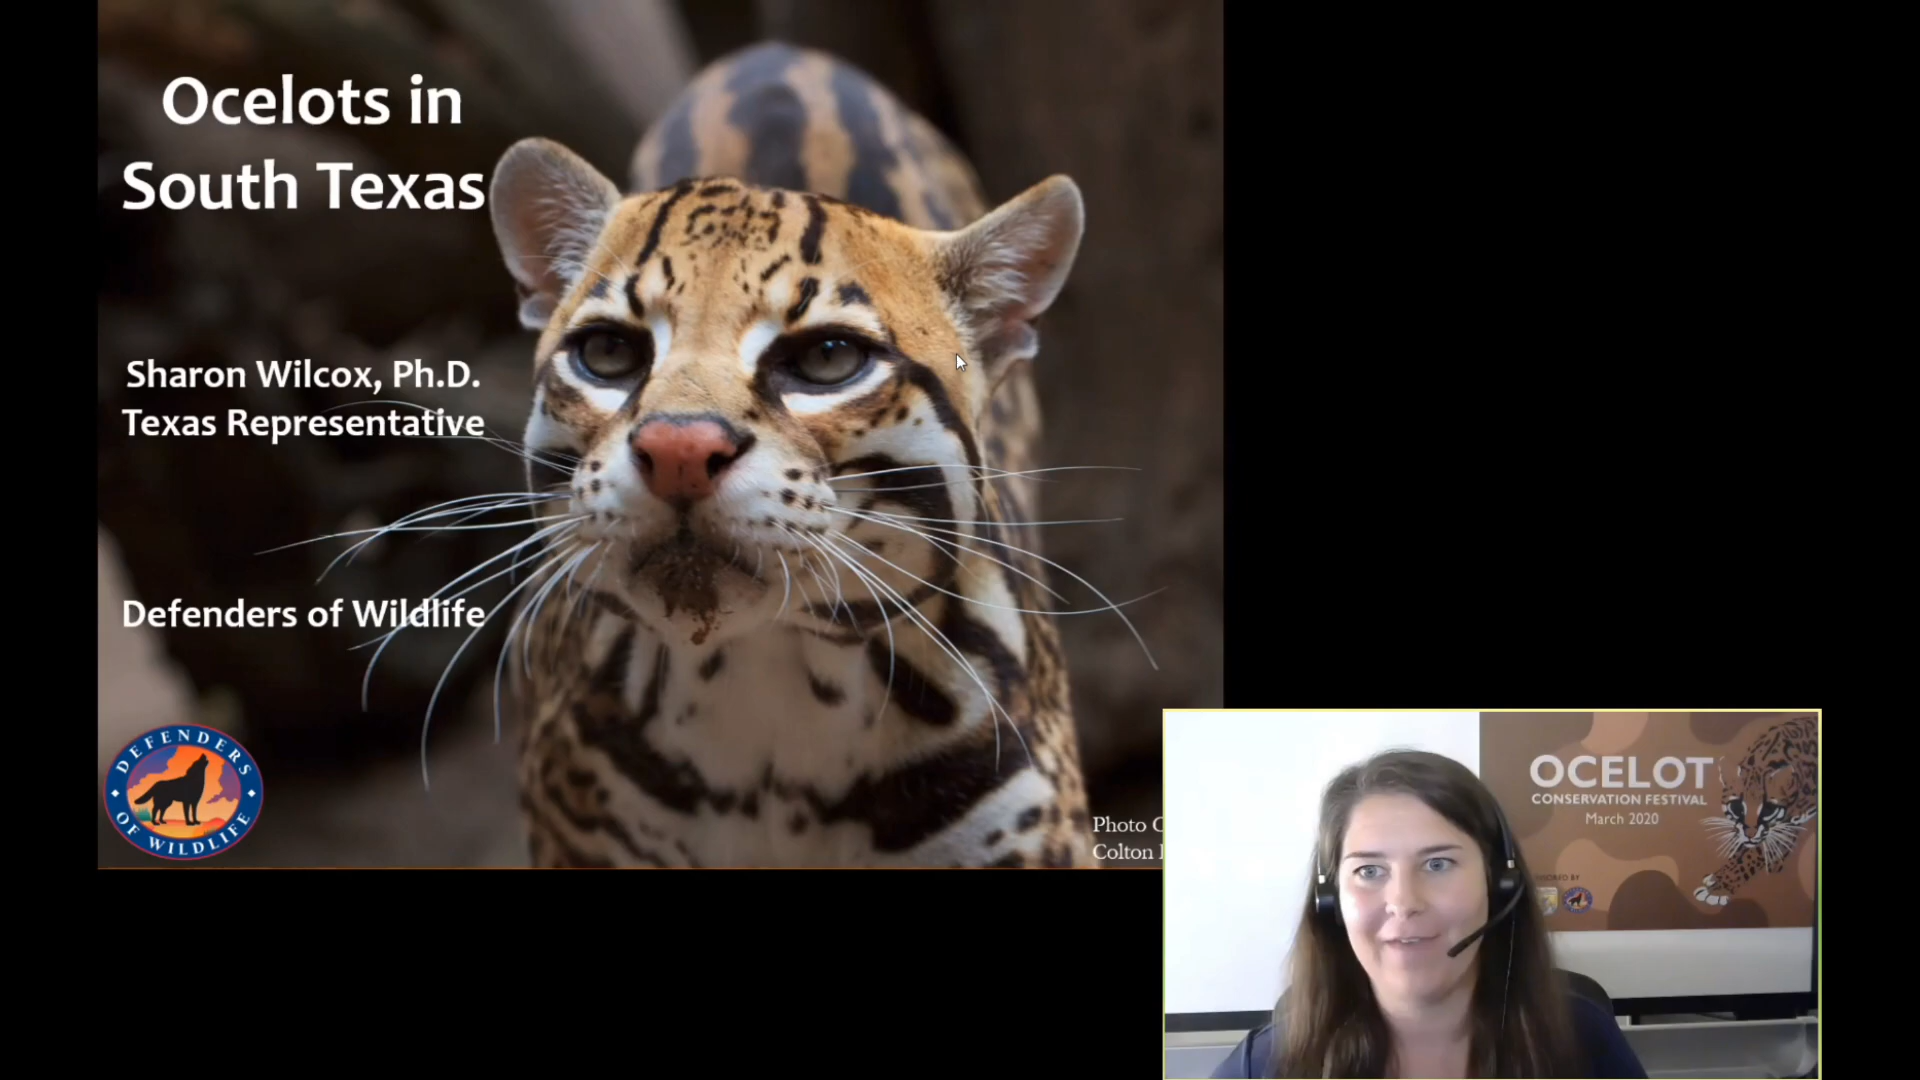 Ocelots in
South Texas
Sharon Wilcox, Ph.D.
Texas Representative
Defenders of Wildlife
DEFENDERS
OF WILDLIFE
Photo
Colton
OCELOT
CONSERVATION FESTIVAL
March 2020
BY